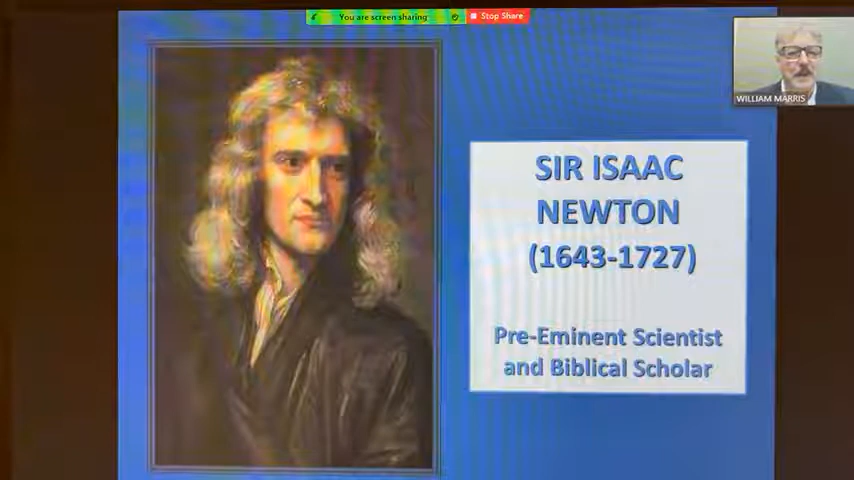 You are screen sharing
Stop Share
WILLIAM MARRIS
SIR ISAAC
NEWTON
(1643-1727)
Pre-Eminent Scientist
and Biblical Scholar